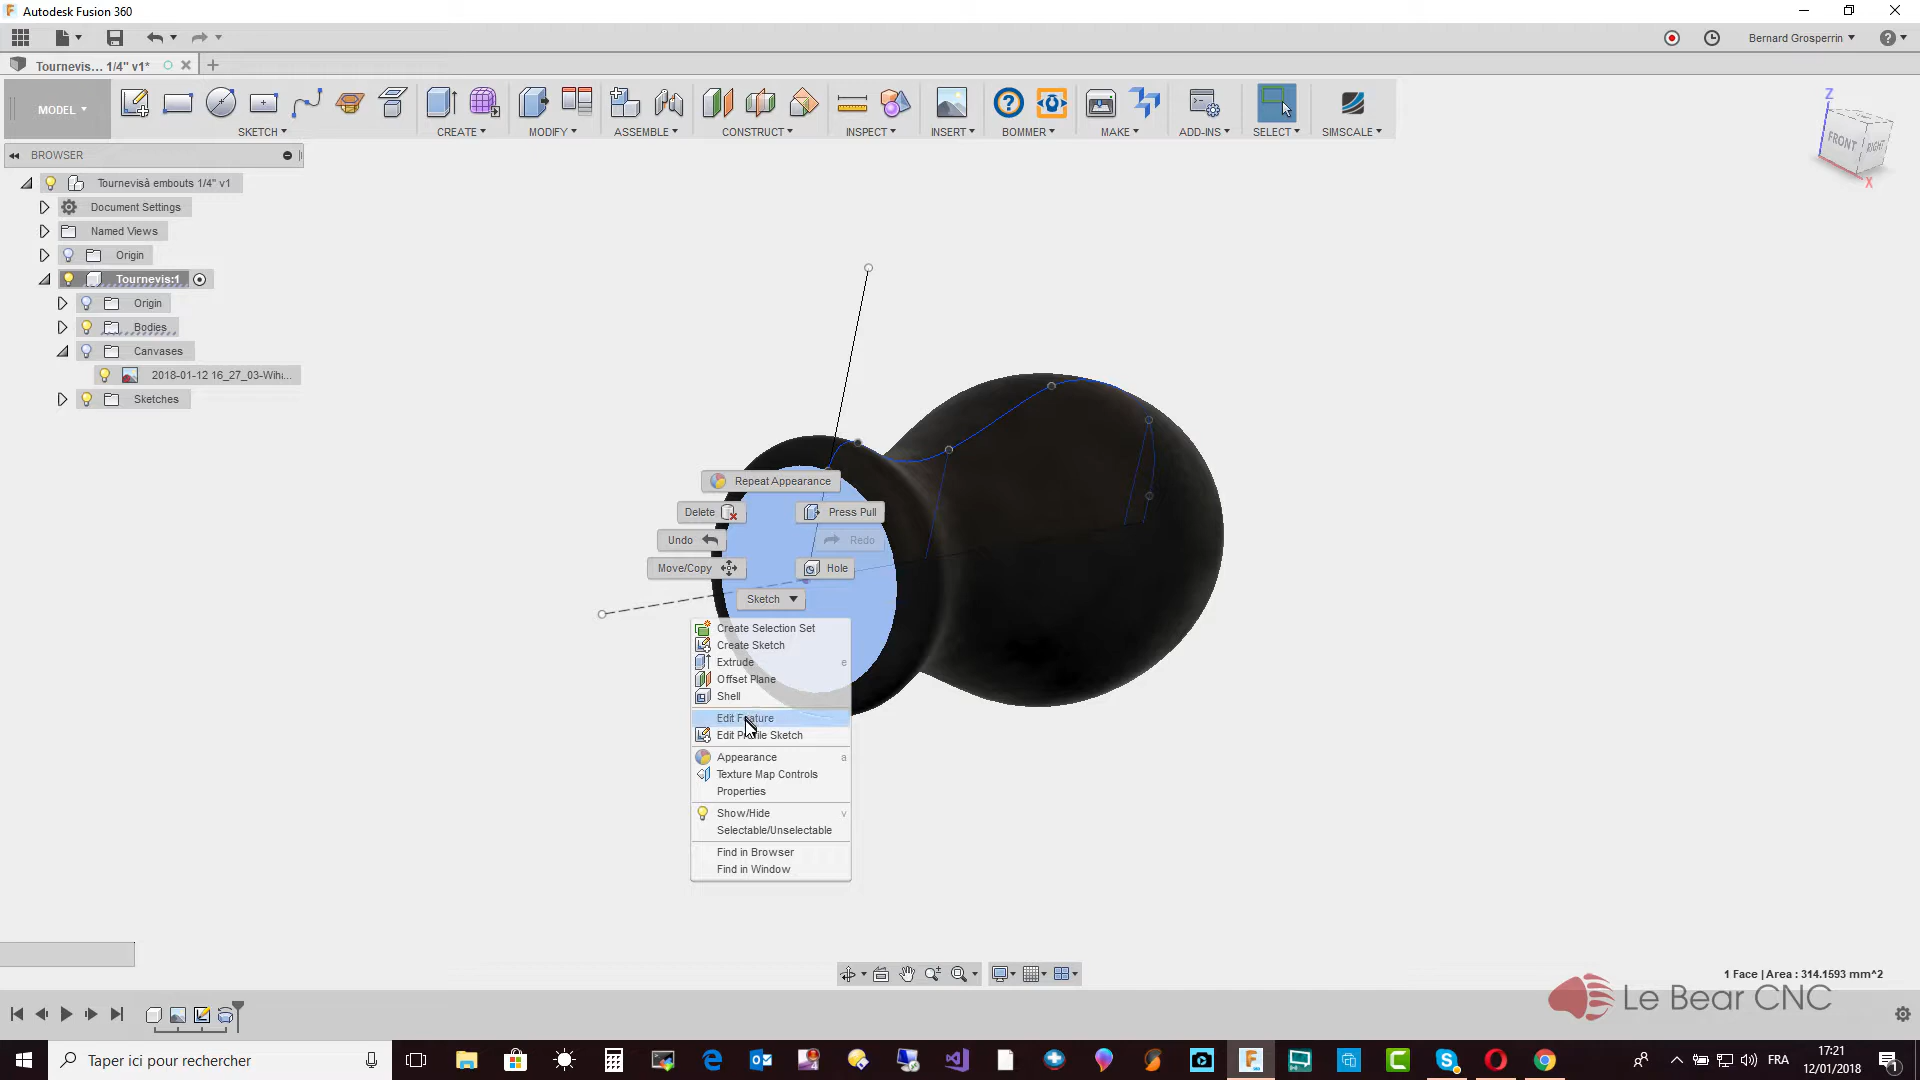 Autodesk Fusion 360
Bernard Grosperrin
Tournevis... 1/4" v1*
MODEL
SKETCH
CREATE
MODIFY
ASSEMBLE
CONSTRUCT
INSPECT
INSERT
BOMMER
MAKE
ADD-INS
SELECT
SIMSCALE
BROWSER
Tournevisà embouts 1/4" v1
Document Settings
Named Views
Origin
Tournevis:1
Origin
Bodies
Canvases
2018-01-12 16_27_03-Wiha...
Sketches
Z
FRONT
RIGHT
X
Repeat Appearance
Delete
Press Pull
Undo
Redo
Move/Copy
Hole
Sketch
Create Selection Set
Create Sketch
Extrude e
Offset Plane
Shell
Edit Feature
Edit Profile Sketch
Appearance a
Texture Map Controls
Properties
Show/Hide v
Selectable/Unselectable
Find in Browser
Find in Window
1 Face | Area : 314.1593 mm^2
Le Bear CNC
Taper ici pour rechercher
FRA
17:21
12/01/2018